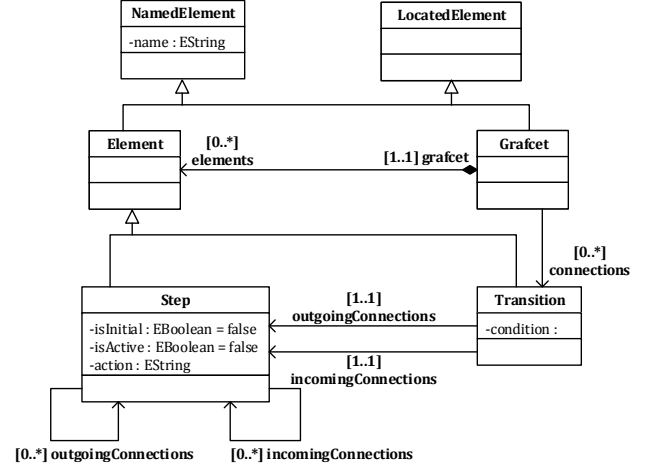 NamedElement
-name : EString
LocatedElement
Element
[0..*]
elements
[1..1] grafcet
Grafcet
[0..*]
connections
Step
-isInitial : EBoolean = false
-isActive : EBoolean = false
-action : EString
[1..1]
outgoingConnections
[1..1]
incomingConnections
Transition
-condition :
[0..*] outgoingConnections
[0..*] incomingConnections